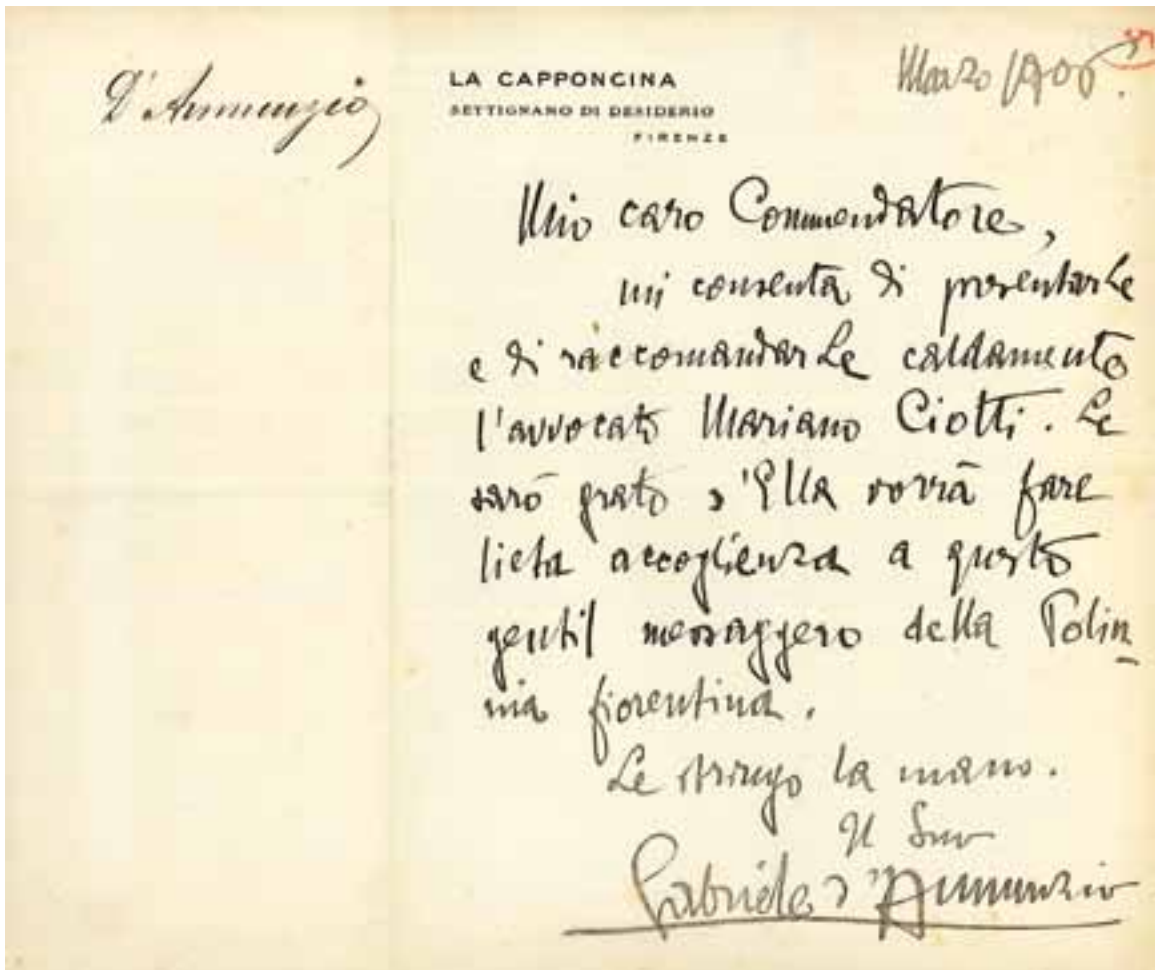 D'Annunzio
LA CAPPONCINA
SETTIGNANO DI DESIDERIO
FIRENZE
Marzo 1906.
Mio caro Commendatore,
mi consenta di presentarLe
e di raccomandarLe caldamente
l'avvocato Mariano Ciotti. Le
sarò grato s'Ella vorrà fare
lieta accoglienza a questo
gentil messaggero della Polin-
nia fiorentina.
Le stringo la mano.
Il Suo
Gabriele d'Annunzio